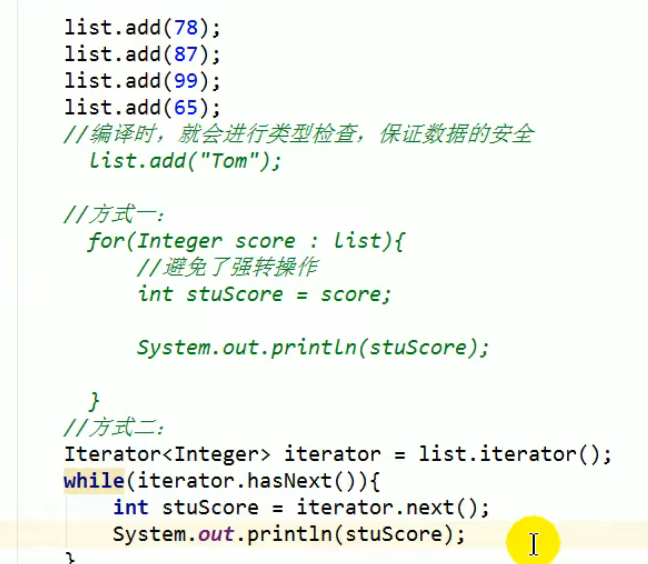 list.add(78);
list.add(87);
list.add(99);
list.add(65);
//编译时，就会进行类型检查，保证数据的安全
list.add("Tom");
//方式一：
for(Integer score : list){
//避免了强转操作
int stuScore = score;
System.out.println(stuScore);
}
//方式二：
Iterator<Integer> iterator = list.iterator();
while(iterator.hasNext()){
int stuScore = iterator.next();
System.out.println(stuScore);
}